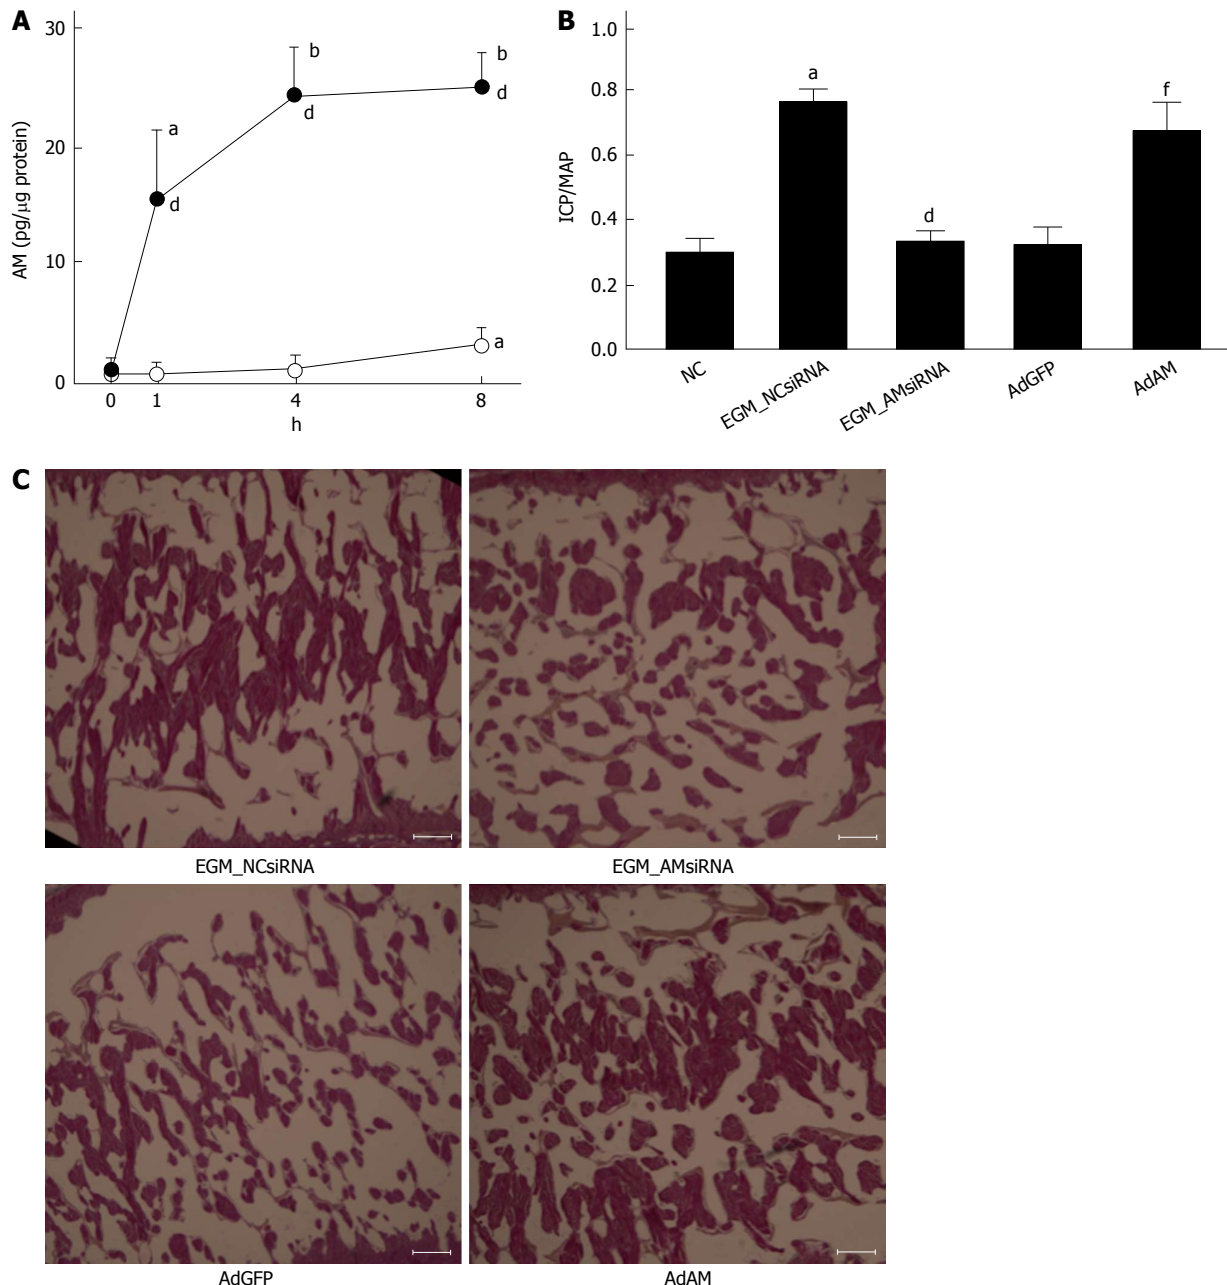 A
AM (pg/μg protein)
30
20
10
0
a
d
b
d
b
d
a
0 1 4 8
h
B
ICP/MAP
1.0
0.8
0.6
0.4
0.2
0.0
a
d
f
NC
EGM_NCsiRNA
EGM_AMsiRNA
AdGFP
AdAM
C
EGM_NCsiRNA
EGM_AMsiRNA
AdGFP
AdAM